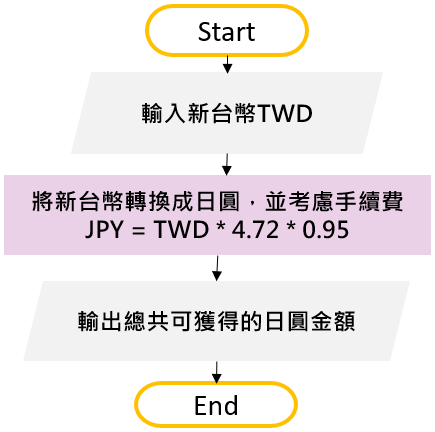 Start
輸入新台幣TWD
將新台幣轉換成日圓，並考慮手續費
JPY = TWD * 4.72 * 0.95
輸出總共可獲得的日圓金額
End